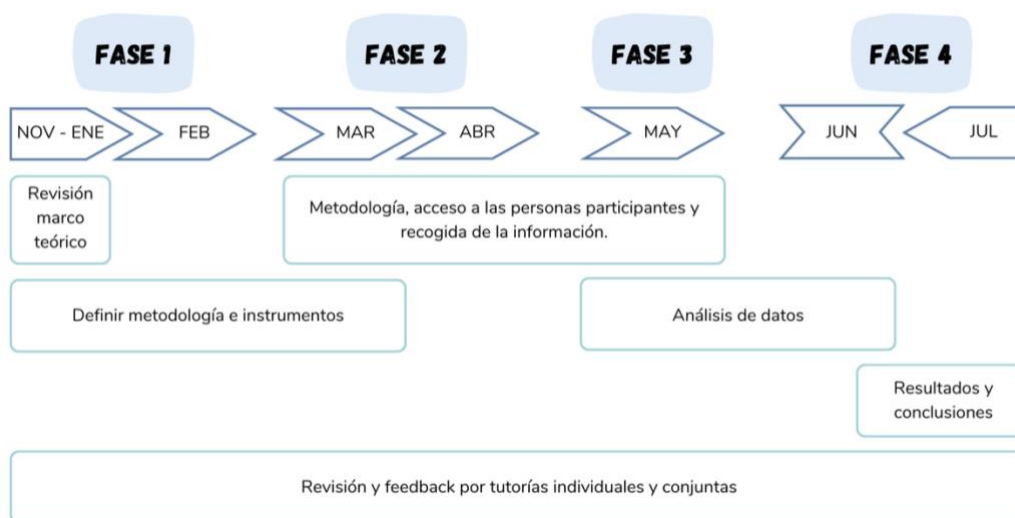 FASE 1
FASE 2
FASE 3
FASE 4
NOV - ENE
FEB
MAR
ABR
MAY
JUN
JUL
Revisión
marco
teórico
Metodología, acceso a las personas participantes y
recogida de la información.
Definir metodología e instrumentos
Análisis de datos
Resultados y
conclusiones
Revisión y feedback por tutorías individuales y conjuntas